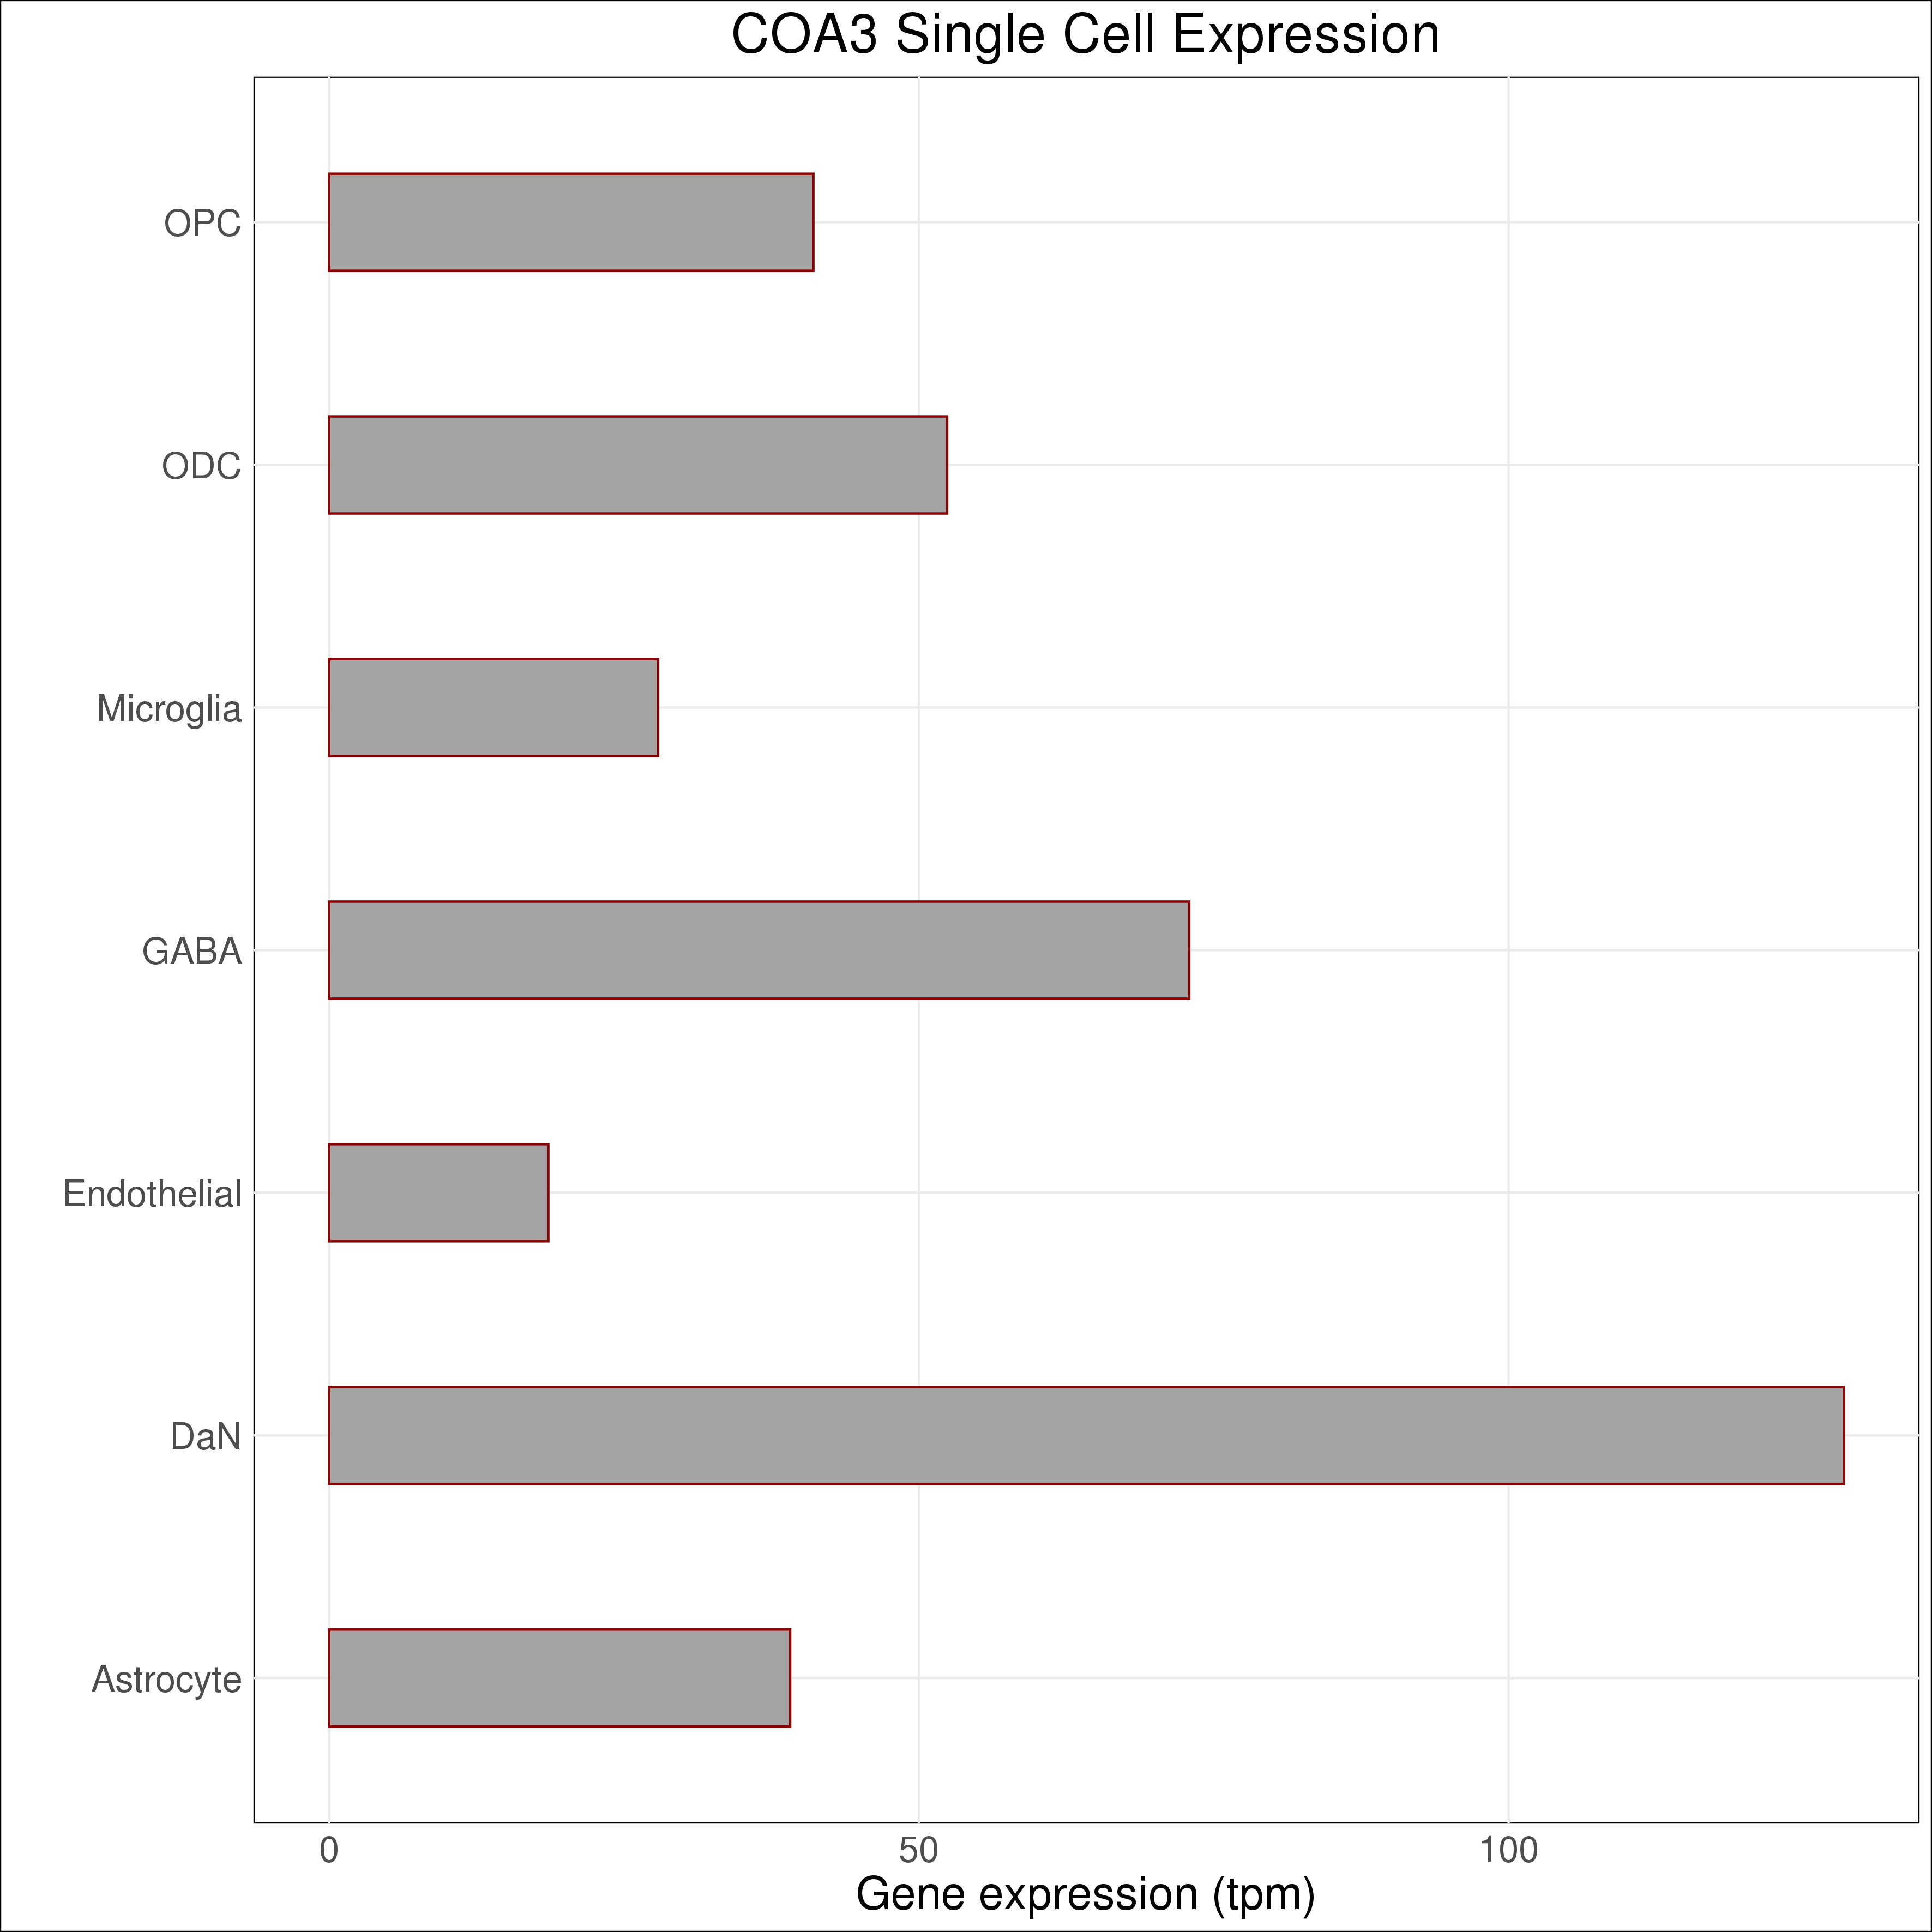 COA3 Single Cell Expression
OPC
ODC
Microglia
GABA
Endothelial
DaN
Astrocyte
0 50 100
Gene expression (tpm)